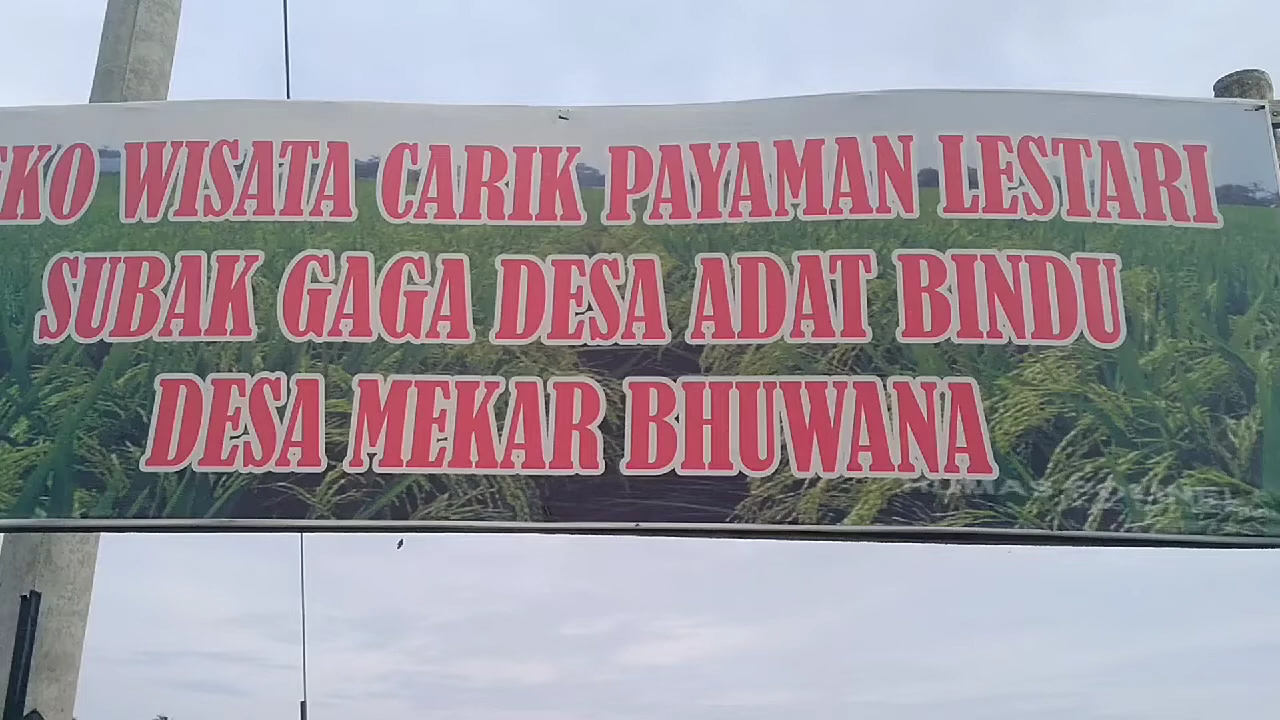 EKO WISATA CARIK PAYAMAN LESTARI
SUBAK GAGA DESA ADAT BINDU
DESA MEKAR BHUWANA